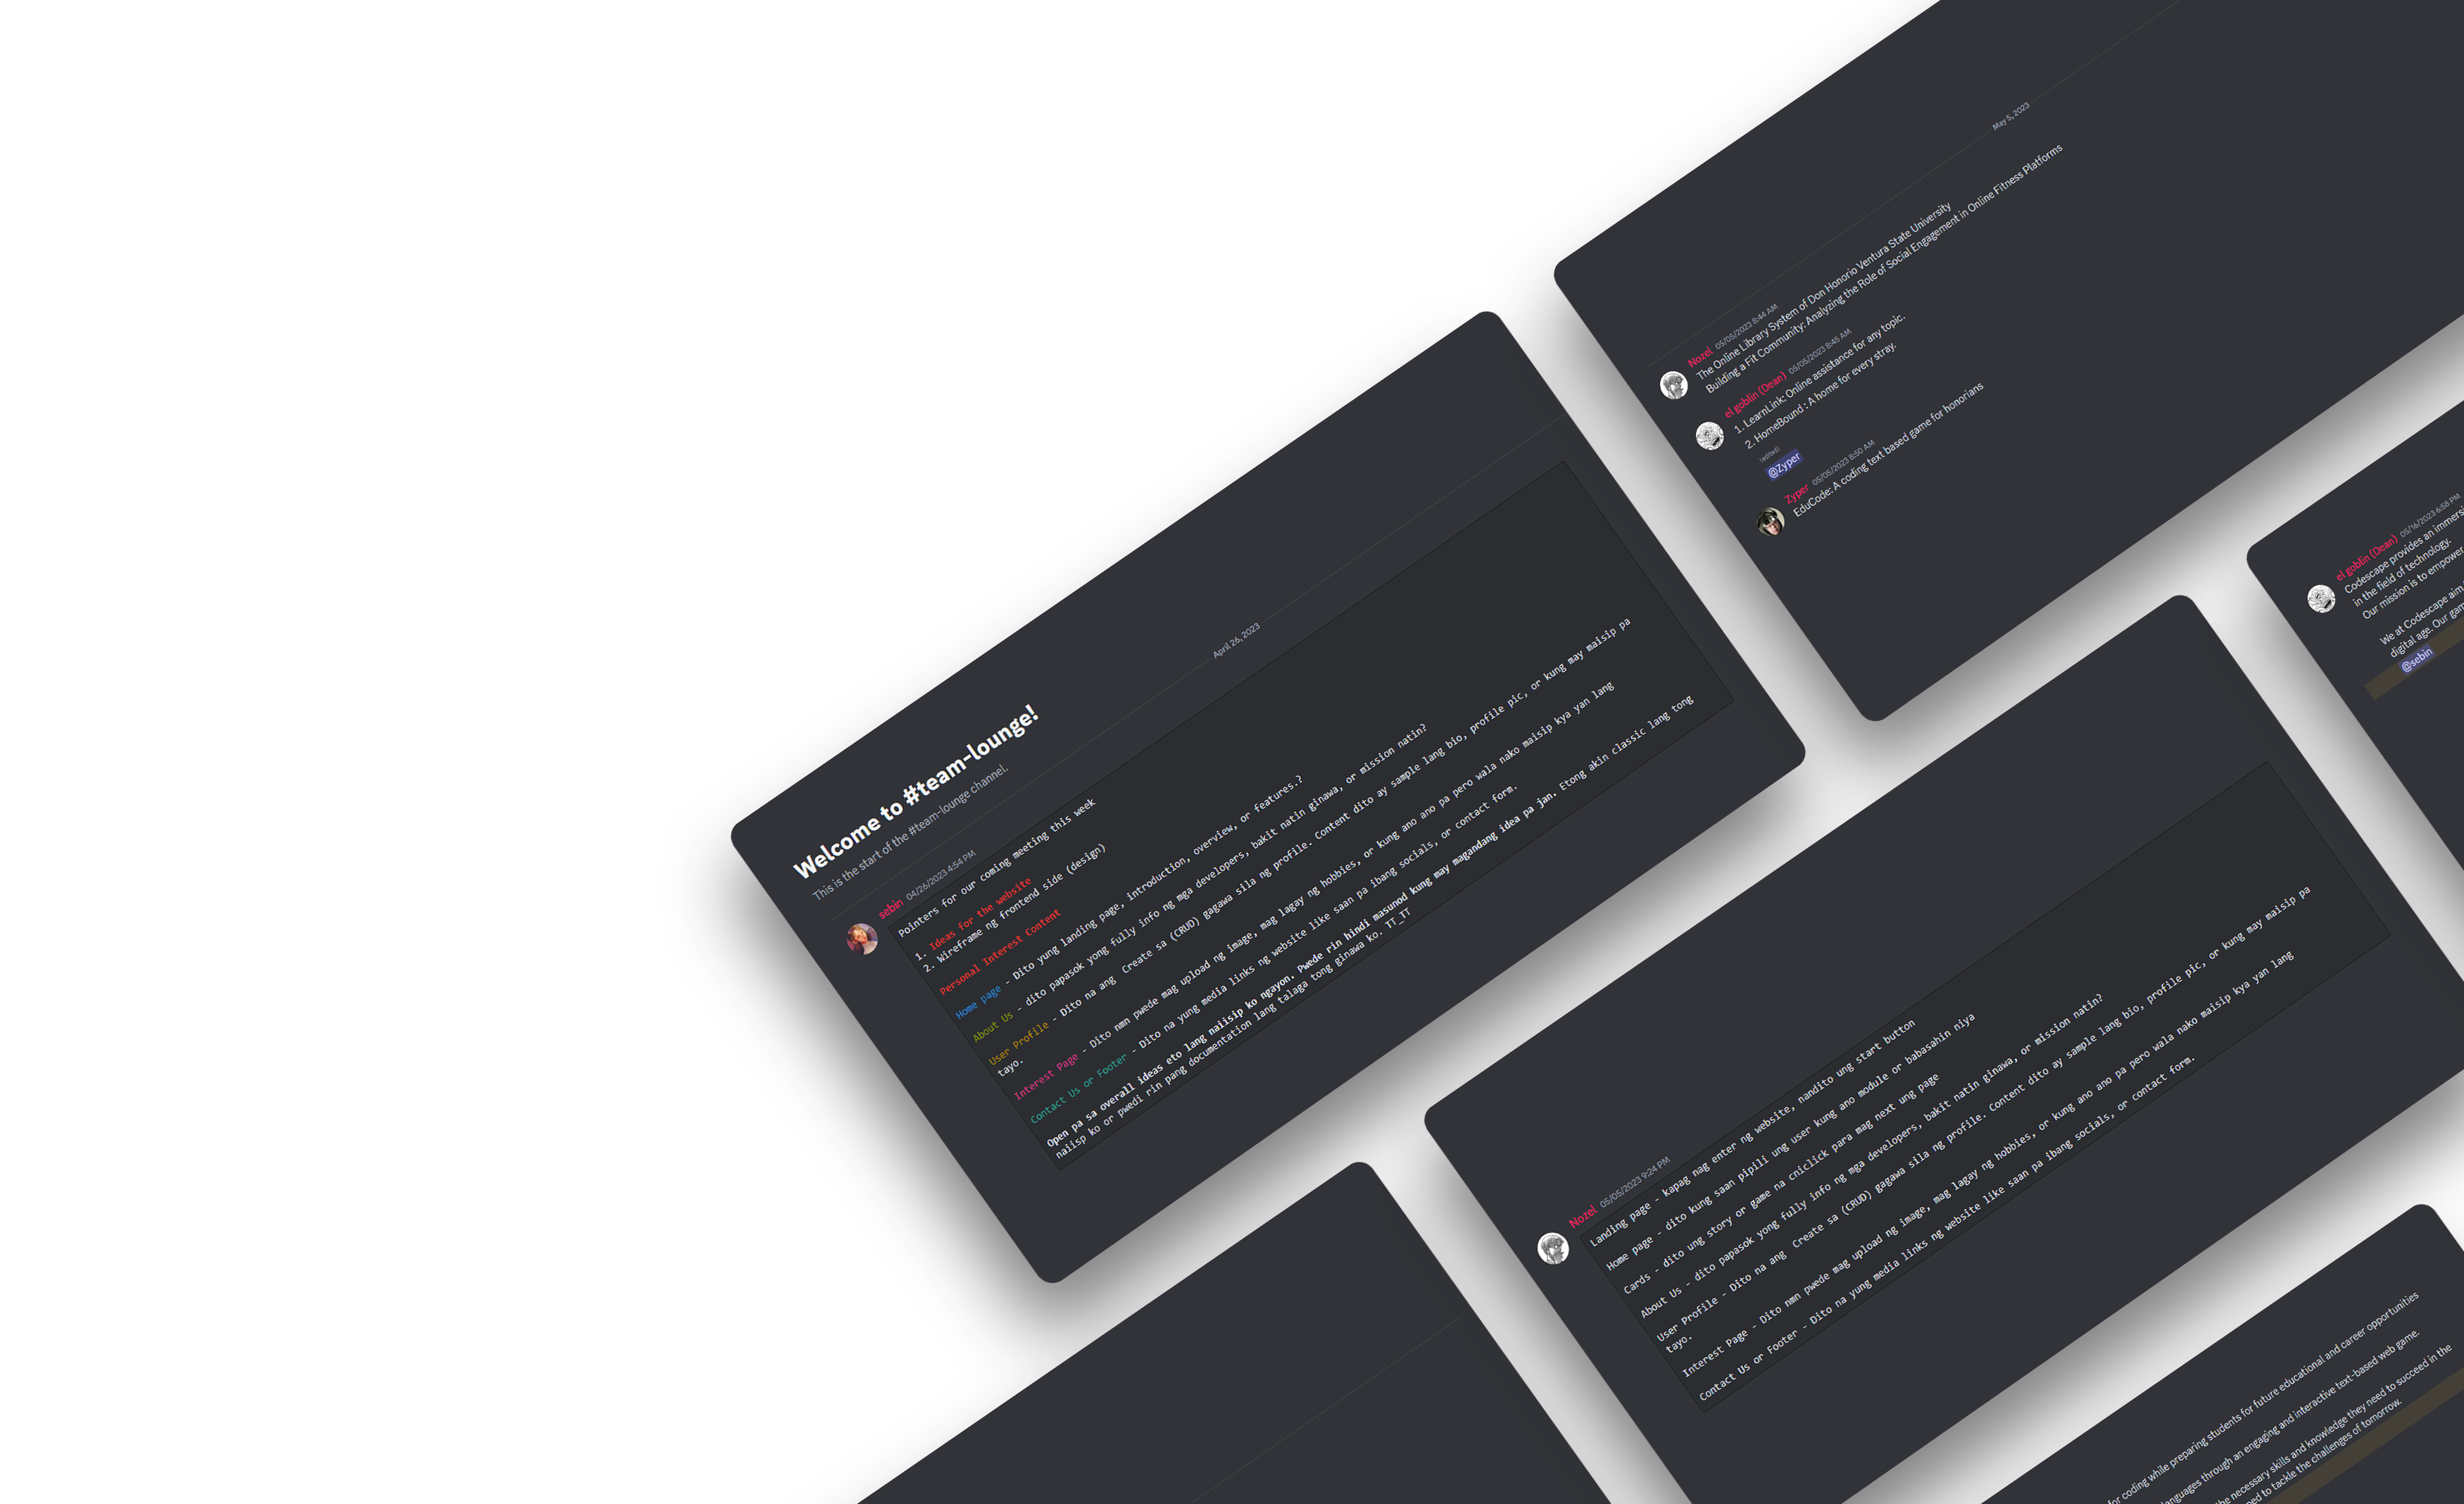 Welcome to #team-lounge!
This is the start of the #team-lounge channel.
April 26, 2023
sebin 04/26/2023 4:54 PM
Pointers for our coming meeting this week
1. Ideas for the website
2. Wireframe ng frontend side (design)
Personal Interest Content
Home page - Dito yung landing page, introduction, overview, or features.?
About Us - dito papasok yong fully info ng mga developers, bakit natin ginawa, or mission natin?
User Profile - Dito na ang  Create sa (CRUD) gagawa sila ng profile. Content dito ay sample lang bio, profile pic, or kung may maisip pa
tayo.
Interest Page - Dito nmn pwede mag upload ng image, mag lagay ng hobbies, or kung ano ano pa pero wala nako maisip kya yan lang
Contact Us or Footer - Dito na yung media links ng website like saan pa ibang socials, or contact form.
Open pa sa overall ideas eto lang naiisip ko ngayon. Pwede rin hindi masunod kung may magandang idea pa jan. Etong akin classic lang tong
naiisp ko or pwedi rin pang documentation lang talaga tong ginawa ko. TT_TT
May 5, 2023
Nozel 05/05/2023 8:44 AM
The Online Library System of Don Honorio Ventura State University
Building a Fit Community: Analyzing the Role of Social Engagement in Online Fitness Platforms
el goblin (Dean) 05/05/2023 8:45 AM
1. LearnLink: Online assistance for any topic.
2. HomeBound : A home for every stray.
(edited)
@Zyper
Zyper 05/05/2023 8:50 AM
EduCode: A coding text based game for honorians
Nozel 05/05/2023 9:24 PM
Landing page - kapag nag enter ng website, nandito ung start button
Home page - dito kung saan pipili ung user kung ano module or babasahin niya
Cards - dito ung story or game na cniclick para mag next ung page
About Us - dito papasok yong fully info ng mga developers, bakit natin ginawa, or mission natin?
User Profile - Dito na ang  Create sa (CRUD) gagawa sila ng profile. Content dito ay sample lang bio, profile pic, or kung may maisip pa
tayo.
Interest Page - Dito nmn pwede mag upload ng image, mag lagay ng hobbies, or kung ano ano pa pero wala nako maisip kya yan lang
Contact Us or Footer - Dito na yung media links ng website like saan pa ibang socials, or contact form.
el goblin (Dean) 05/16/2023 6:58 PM
Codescape provides an
in the field of technology.
Our mission is to empower
We at Codescape aim
digital age. Our
@sebin
for coding while preparing students for future educational and career opportunities
through an engaging and interactive text-based web game.
the necessary skills and knowledge they need to succeed in the
to tackle the challenges of tomorrow.